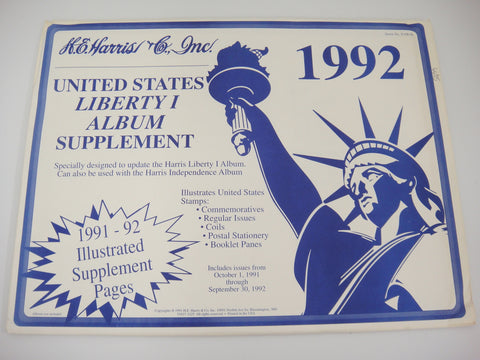 H.E. Harris & Co., Inc.
1992
UNITED STATES
LIBERTY I
ALBUM
SUPPLEMENT
Specially designed to update the Harris Liberty I Album.
Can also be used with the Harris Independence Album
Illustrates United States
Stamps:
• Commemoratives
• Regular Issues
• Coils
• Postal Stationery
• Booklet Panes
1991 - 92
Illustrated
Supplement
Pages
Includes issues from
October 1, 1991
through
September 30, 1992